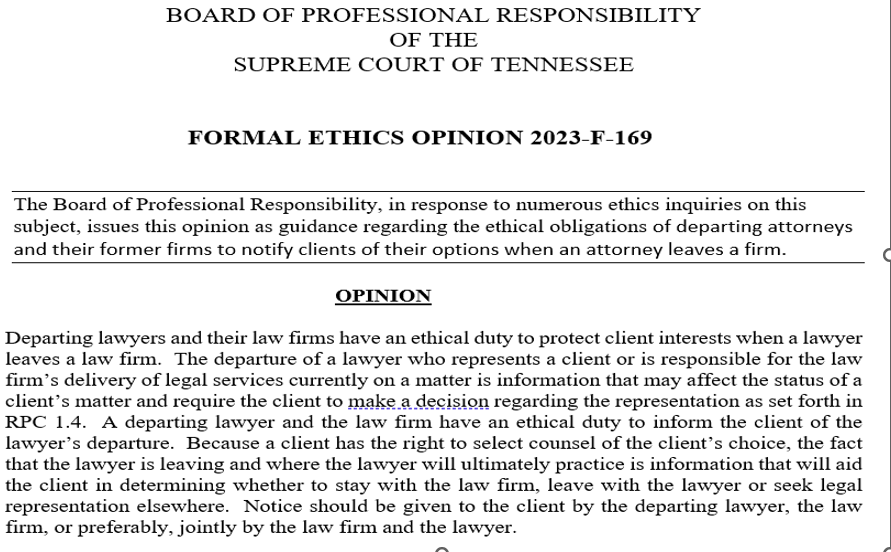 BOARD OF PROFESSIONAL RESPONSIBILITY
OF THE
SUPREME COURT OF TENNESSEE
FORMAL ETHICS OPINION 2023-F-169
The Board of Professional Responsibility, in response to numerous ethics inquiries on this
subject, issues this opinion as guidance regarding the ethical obligations of departing attorneys
and their former firms to notify clients of their options when an attorney leaves a firm.
OPINION
Departing lawyers and their law firms have an ethical duty to protect client interests when a lawyer
leaves a law firm. The departure of a lawyer who represents a client or is responsible for the law
firm's delivery of legal services currently on a matter is information that may affect the status of a
client's matter and require the client to make a decision regarding the representation as set forth in
RPC 1.4. A departing lawyer and the law firm have an ethical duty to inform the client of the
lawyer's departure. Because a client has the right to select counsel of the client's choice, the fact
that the lawyer is leaving and where the lawyer will ultimately practice is information that will aid
the client in determining whether to stay with the law firm, leave with the lawyer or seek legal
representation elsewhere. Notice should be given to the client by the departing lawyer, the law
firm, or preferably, jointly by the law firm and the lawyer.